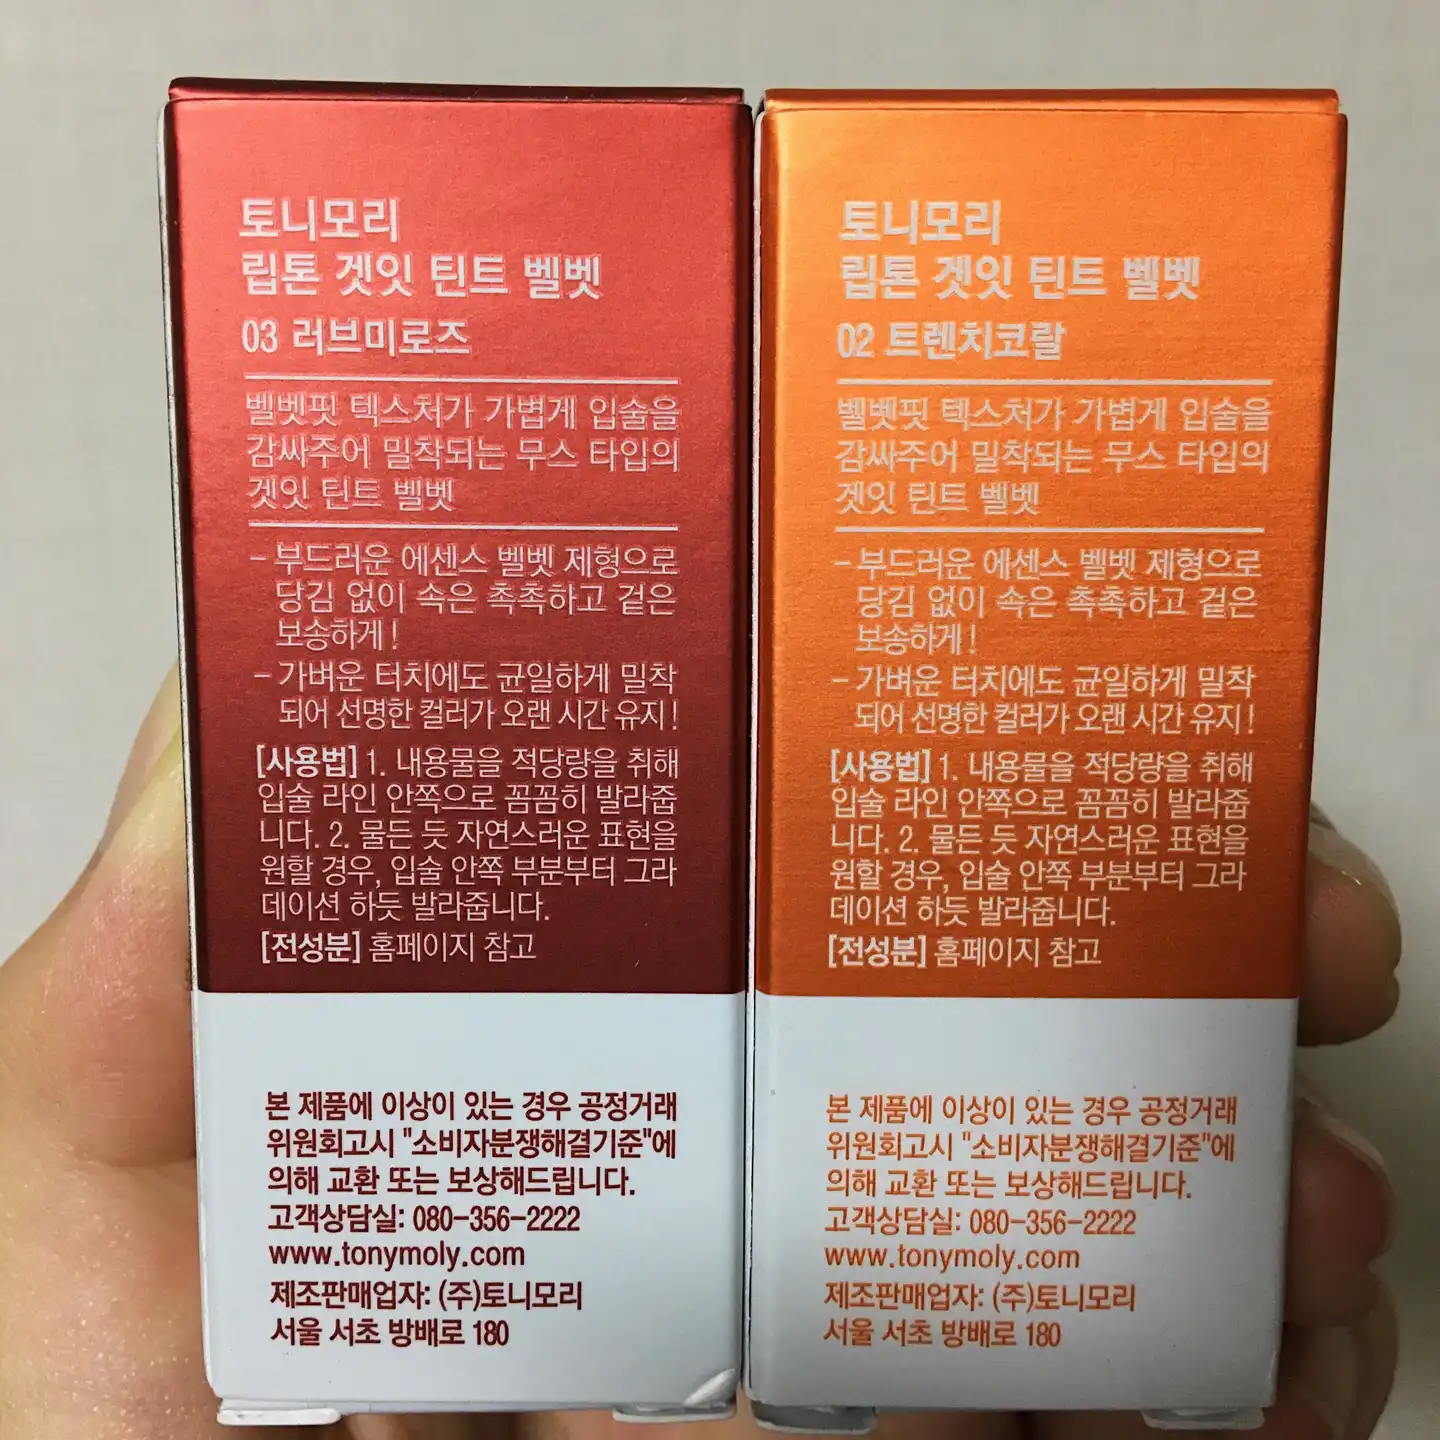 토니모리
립톤 겟잇 틴트 벨벳
03 러브미로즈
벨벳핏 텍스처가 가볍게 입술을
감싸주어 밀착되는 무스 타입의
겟잇 틴트 벨벳
- 부드러운 에센스 벨벳 제형으로
당김 없이 속은 촉촉하고 겉은
보송하게!
- 가벼운 터치에도 균일하게 밀착
되어 선명한 컬러가 오랜 시간 유지!
[사용법] 1. 내용물을 적당량을 취해
입술 라인 안쪽으로 꼼꼼히 발라줍
니다. 2. 물든 듯 자연스러운 표현을
원할 경우, 입술 안쪽 부분부터 그라
데이션 하듯 발라줍니다.
[전성분] 홈페이지 참고
본 제품에 이상이 있는 경우 공정거래
위원회고시 "소비자분쟁해결기준"에
의해 교환 또는 보상해드립니다.
고객상담실: 080-356-2222
www.tonymoly.com
제조판매업자: (주)토니모리
서울 서초 방배로 180
토니모리
립톤 겟잇 틴트 벨벳
02 트렌치코랄
벨벳핏 텍스처가 가볍게 입술을
감싸주어 밀착되는 무스 타입의
겟잇 틴트 벨벳
- 부드러운 에센스 벨벳 제형으로
당김 없이 속은 촉촉하고 겉은
보송하게!
- 가벼운 터치에도 균일하게 밀착
되어 선명한 컬러가 오랜 시간 유지!
[사용법] 1. 내용물을 적당량을 취해
입술 라인 안쪽으로 꼼꼼히 발라줍
니다. 2. 물든 듯 자연스러운 표현을
원할 경우, 입술 안쪽 부분부터 그라
데이션 하듯 발라줍니다.
[전성분] 홈페이지 참고
본 제품에 이상이 있는 경우 공정거래
위원회고시 "소비자분쟁해결기준"에
의해 교환 또는 보상해드립니다.
고객상담실: 080-356-2222
www.tonymoly.com
제조판매업자: (주)토니모리
서울 서초 방배로 180